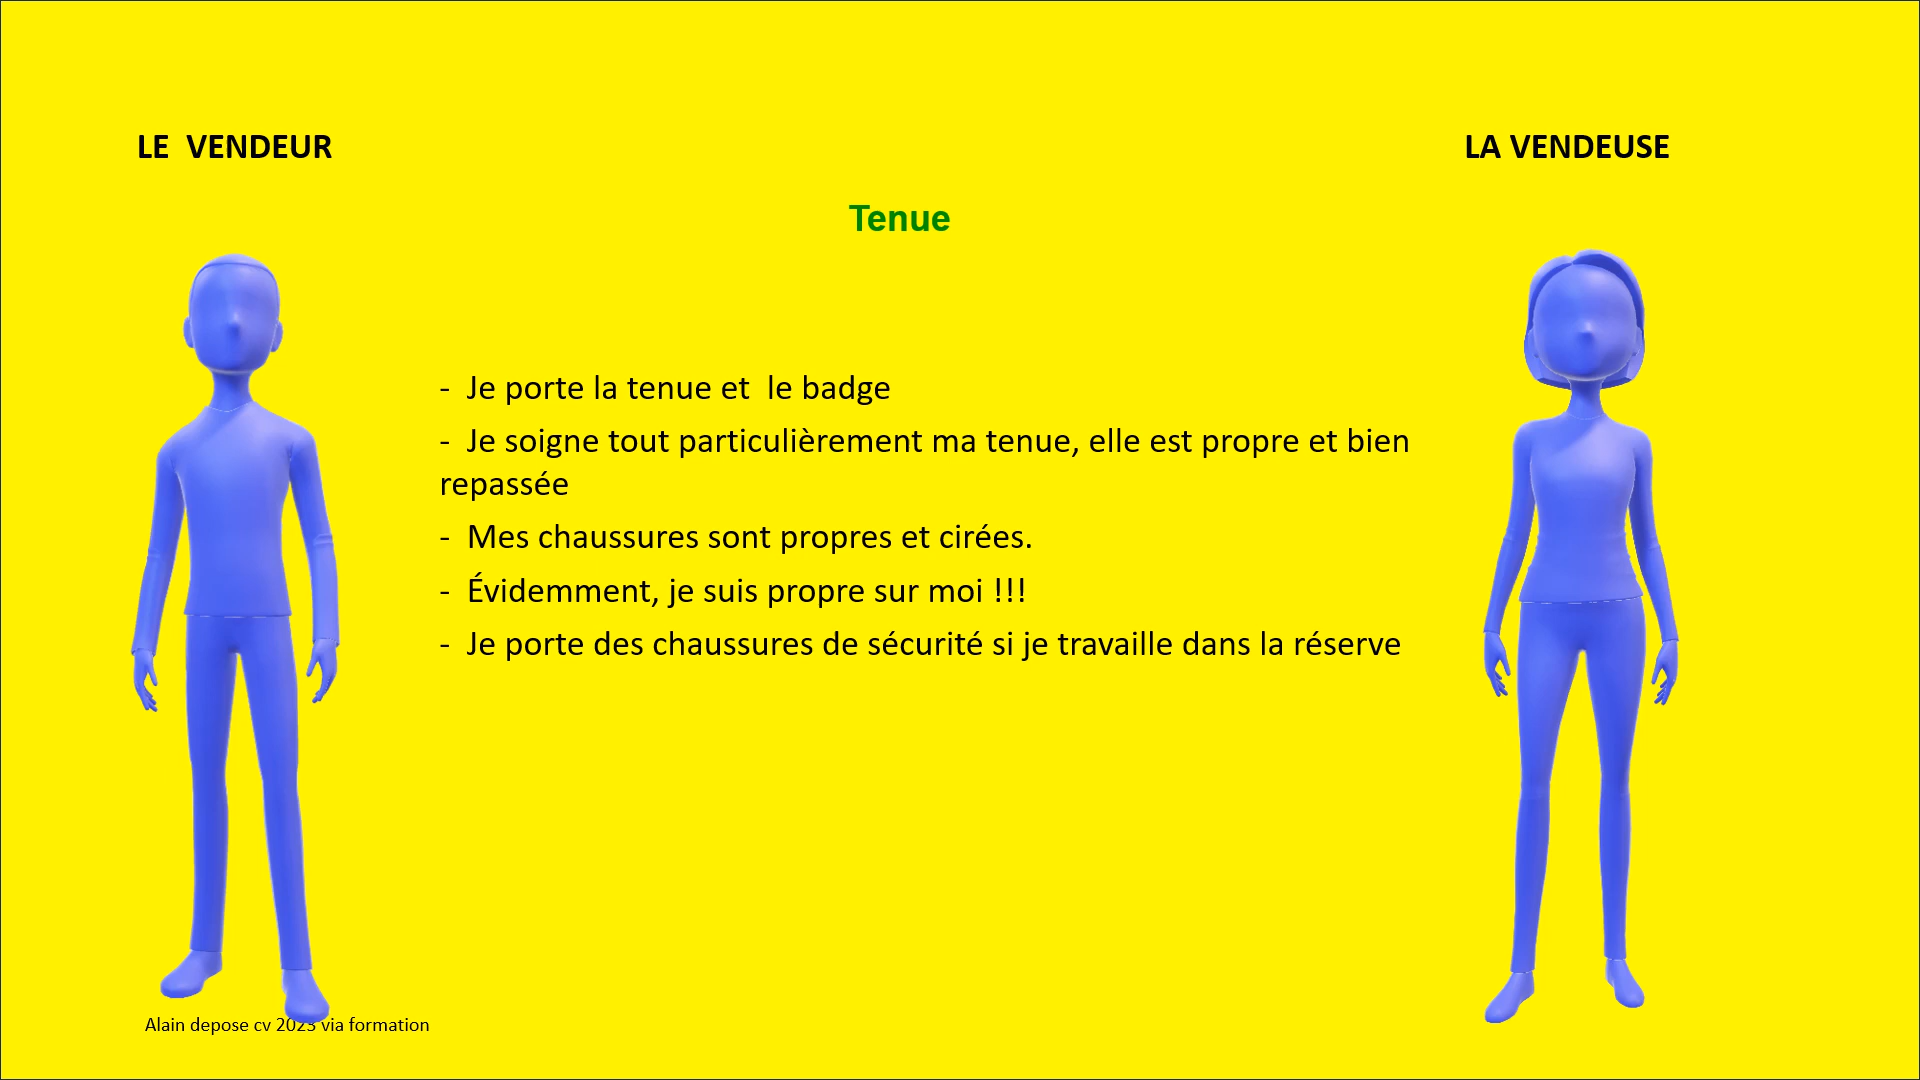 LE  VENDEUR
LA VENDEUSE
Tenue
-  Je porte la tenue et  le badge
-  Je soigne tout particulièrement ma tenue, elle est propre et bien
repassée
-  Mes chaussures sont propres et cirées.
-  Évidemment, je suis propre sur moi !!!
-  Je porte des chaussures de sécurité si je travaille dans la réserve
Alain depose cv 2023 via formation